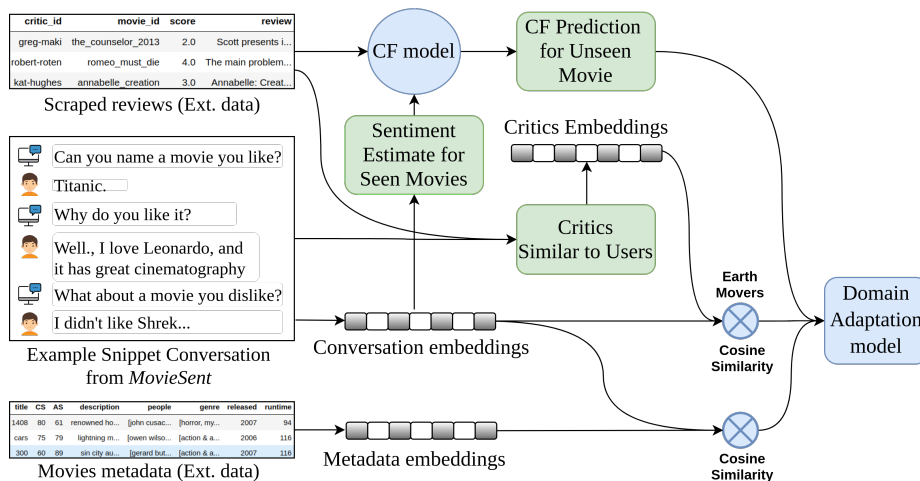 critic_id movie_id score review
greg-maki the_counselor_2013 2.0 Scott presents i...
robert-roten romeo_must_die 4.0 The main problem...
kat-hughes annabelle_creation 3.0 Annabelle: Creat...
Scraped reviews (Ext. data)
CF model
CF Prediction
for Unseen
Movie
Sentiment
Estimate for
Seen Movies
Critics Embeddings
Critics
Similar to Users
Can you name a movie you like?
Titanic.
Why do you like it?
Well., I love Leonardo, and
it has great cinematography
What about a movie you dislike?
I didn't like Shrek...
Example Snippet Conversation
from MovieSent
Conversation embeddings
Earth
Movers
Cosine
Similarity
Domain
Adaptation
model
title CS AS description people genre released runtime
1408 80 61 renowned ho... [john cusac... [horror, my... 2007 94
cars 75 79 lightning m... [owen wilso... [action & a... 2006 116
300 60 89 sin city au... [gerard but... [action & a... 2007 116
Movies metadata (Ext. data)
Metadata embeddings
Cosine
Similarity